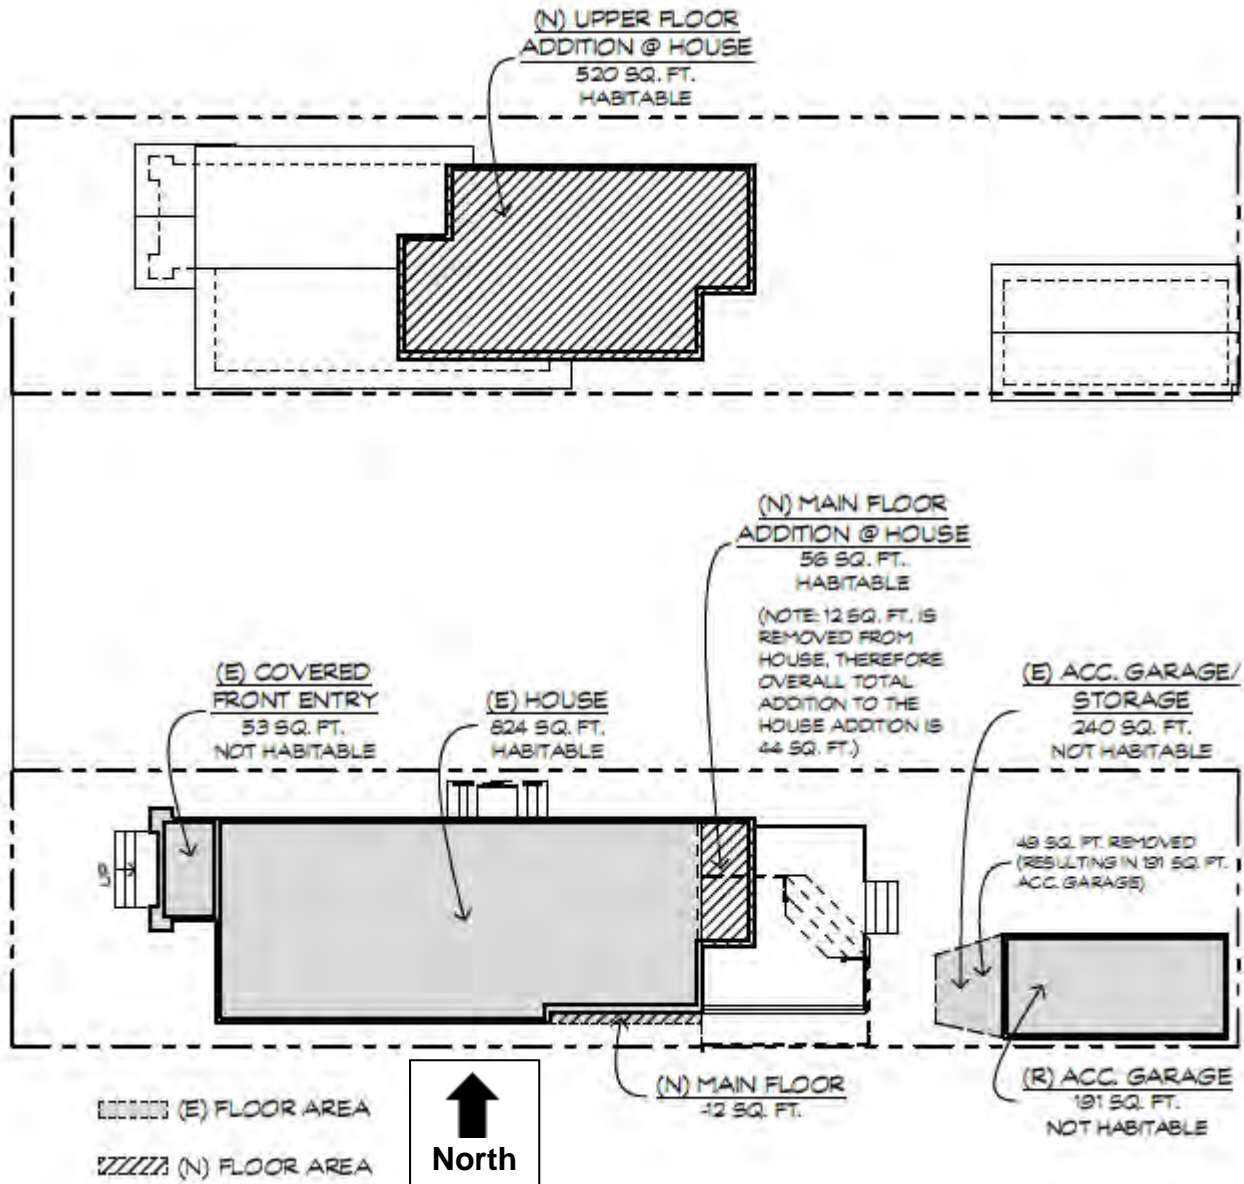 (N) UPPER FLOOR
ADDITION @ HOUSE
520 SQ. FT.
HABITABLE
(N) MAIN FLOOR
ADDITION @ HOUSE
56 SQ. FT.
HABITABLE
(NOTE: 12 SQ. FT. IS
REMOVED FROM
HOUSE, THEREFORE
OVERALL TOTAL
ADDITION TO THE
HOUSE ADDITION IS
44 SQ. FT.)
(E) COVERED
FRONT ENTRY
53 SQ. FT.
NOT HABITABLE
(E) HOUSE
824 SQ. FT.
HABITABLE
(E) ACC. GARAGE/
STORAGE
240 SQ. FT.
NOT HABITABLE
49 SQ. FT. REMOVED
(RESULTING IN 191 SQ. FT.
ACC. GARAGE)
UP
(N) MAIN FLOOR
-12 SQ. FT.
(R) ACC. GARAGE
191 SQ. FT.
NOT HABITABLE
(E) FLOOR AREA
(N) FLOOR AREA
North